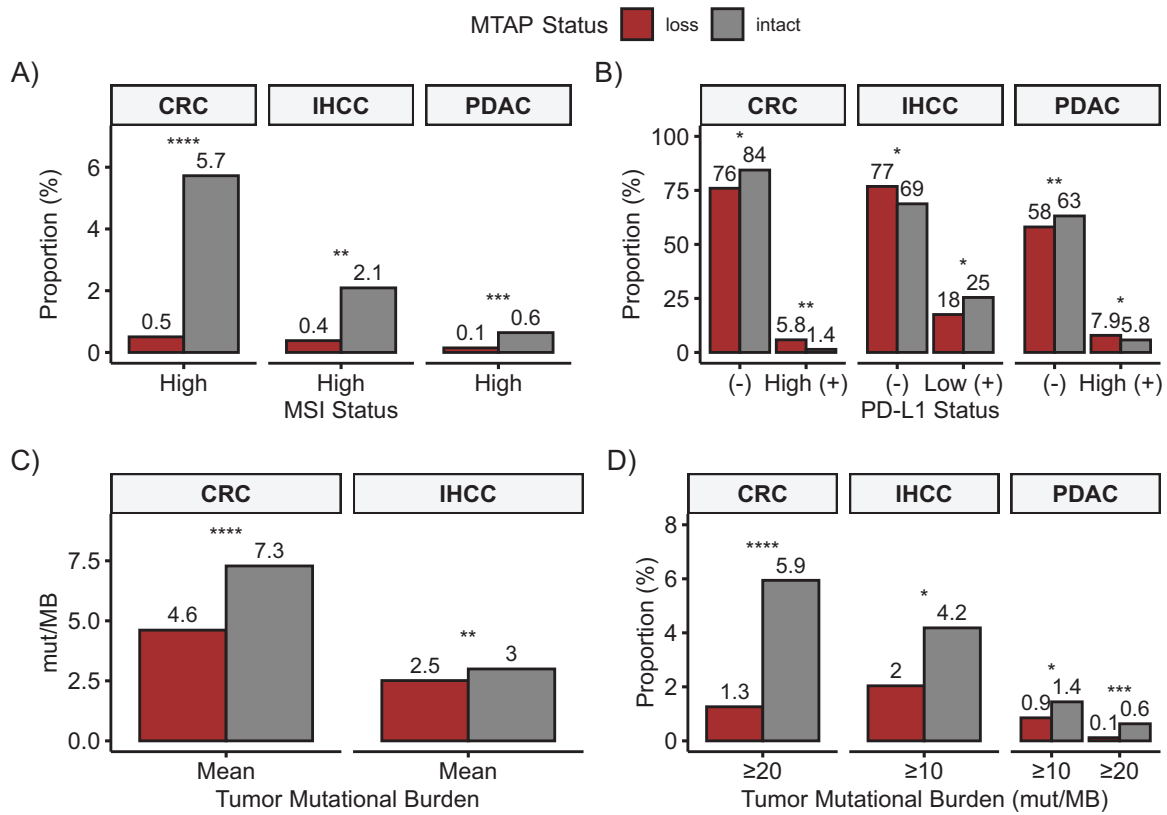 MTAP Status loss intact
A)
CRC IHCC PDAC
Proportion (%)
6
4
2
0
****
0.5 5.7
**
0.4 2.1
***
0.1 0.6
High High High
MSI Status
B)
CRC IHCC PDAC
Proportion (%)
100
75
50
25
0
*
76 84
**
5.8 1.4
*
77 69
*
18 25
**
58 63
*
7.9 5.8
(-) High (+) (-) Low (+) (-) High (+)
PD-L1 Status
C)
CRC IHCC
mut/MB
7.5
5.0
2.5
0.0
****
4.6 7.3
**
2.5 3
Mean Mean
Tumor Mutational Burden
D)
CRC IHCC PDAC
Proportion (%)
8
6
4
2
0
****
1.3 5.9
*
2 4.2
*
0.9 1.4
***
0.1 0.6
≥20 ≥10 ≥10 ≥20
Tumor Mutational Burden (mut/MB)